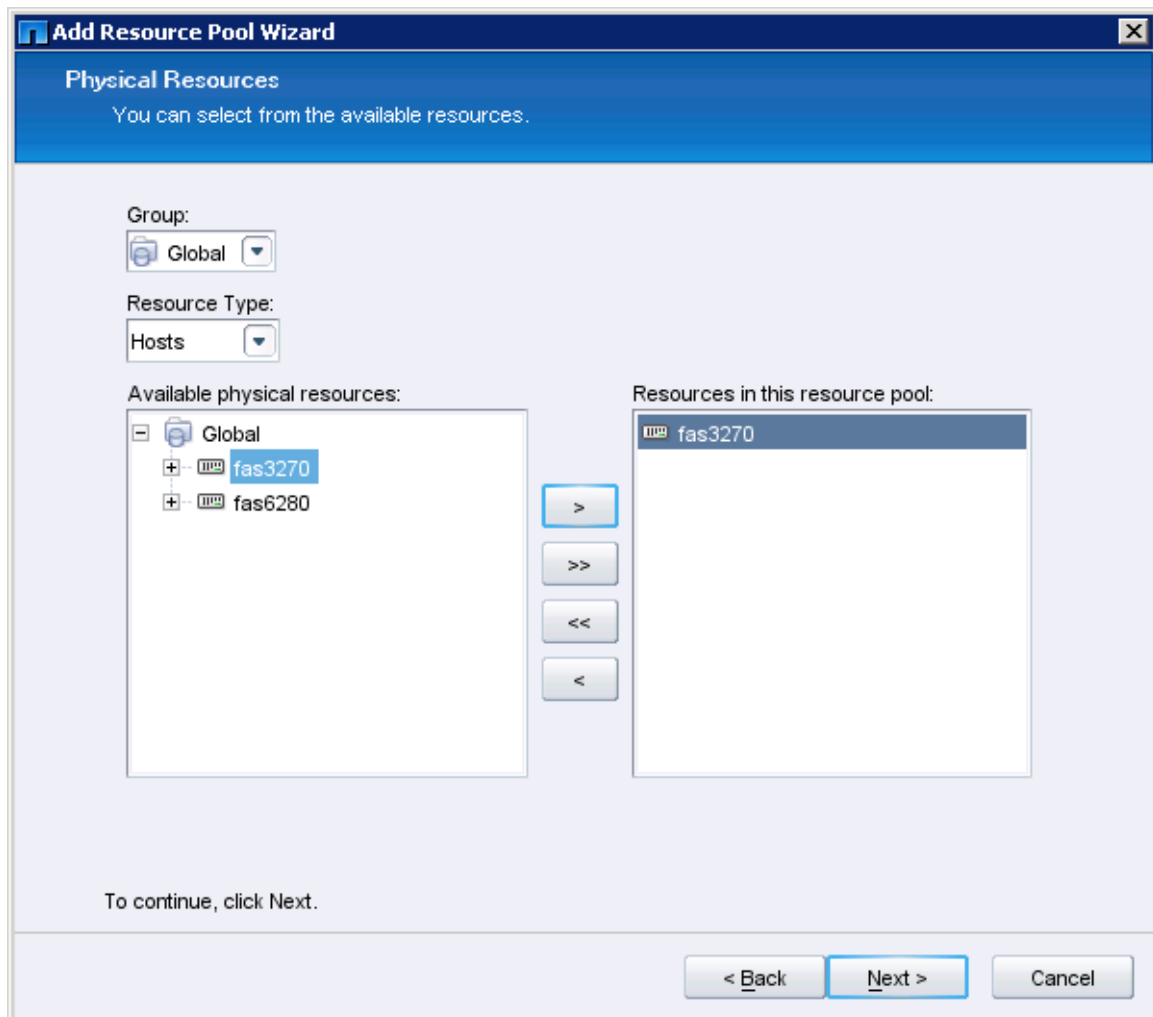 Add Resource Pool Wizard
Physical Resources
You can select from the available resources.
Group:
Global
Resource Type:
Hosts
Available physical resources:
Global
fas3270
fas6280
>
>>
<<
<
Resources in this resource pool:
fas3270
To continue, click Next.
< Back
Next >
Cancel